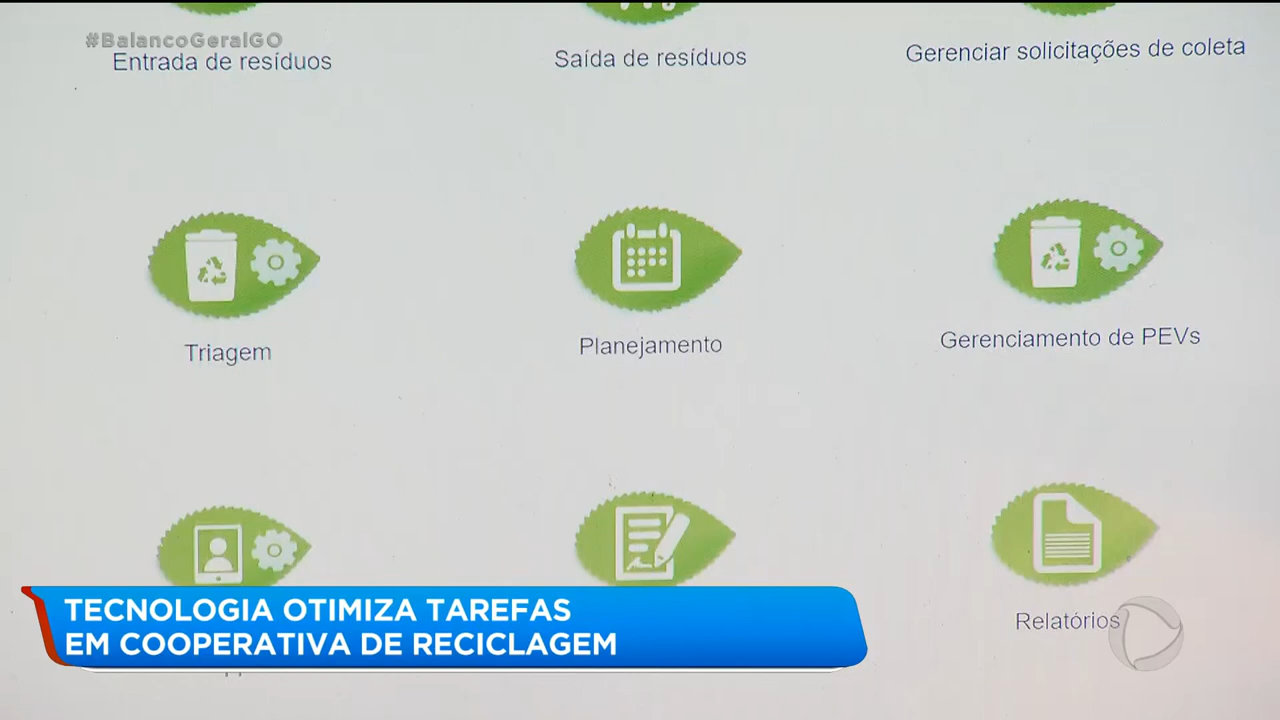 #BalancoGeralGO
Entrada de resíduos
Saída de resíduos
Gerenciar solicitações de coleta
Triagem
Planejamento
Gerenciamento de PEVs
Relatórios
TECNOLOGIA OTIMIZA TAREFAS
EM COOPERATIVA DE RECICLAGEM